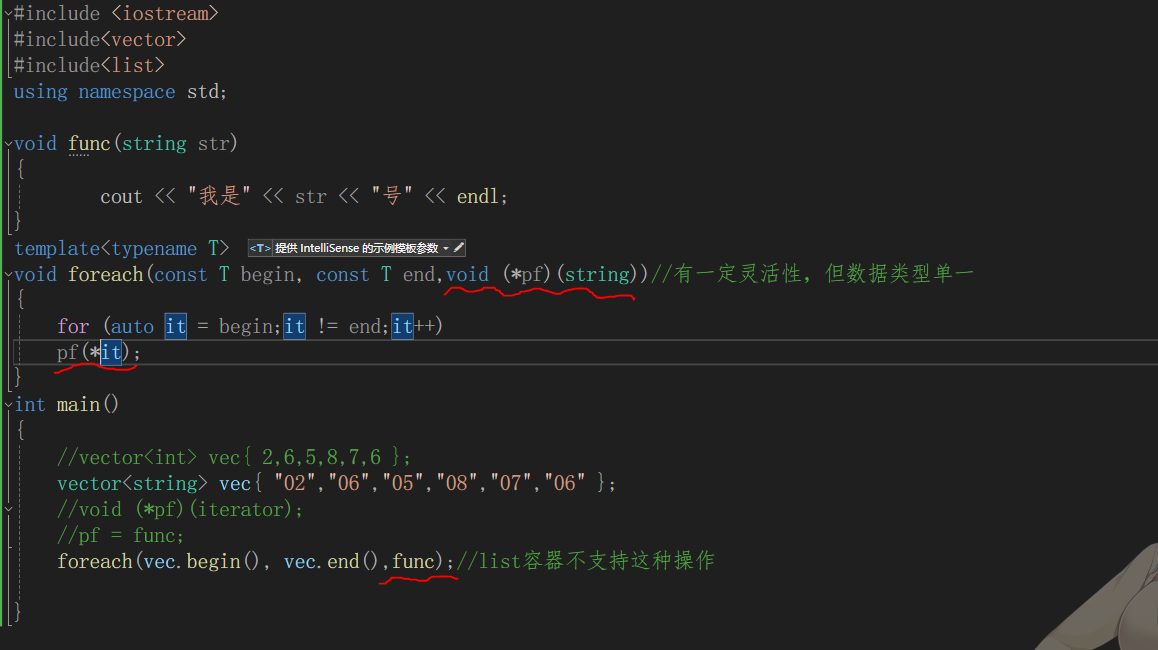 #include <iostream>
#include<vector>
#include<list>
using namespace std;
void func(string str)
{
cout << "我是" << str << "号" << endl;
}
template<typename T> <T> 提供 IntelliSense 的示例模板参数
void foreach(const T begin, const T end,void (*pf)(string))//有一定灵活性，但数据类型单一
{
for (auto it = begin;it != end;it++)
pf(*it);
}
int main()
{
//vector<int> vec{ 2,6,5,8,7,6 };
vector<string> vec{ "02","06","05","08","07","06" };
//void (*pf)(iterator);
//pf = func;
foreach(vec.begin(), vec.end(),func);//list容器不支持这种操作
}